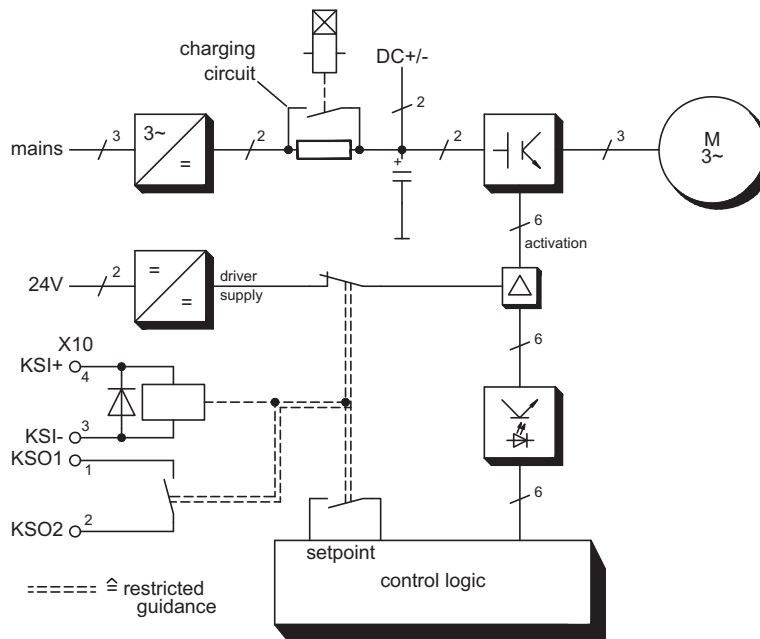 charging
circuit
DC+/-
2
mains
3
3~
=
2
2
3
M
3~
+
6
activation
24V
2
=
=
driver
supply
6
X10
KSI+
4
KSI-
3
KSO1
1
KSO2
2
6
setpoint
control logic
≙ restricted
guidance